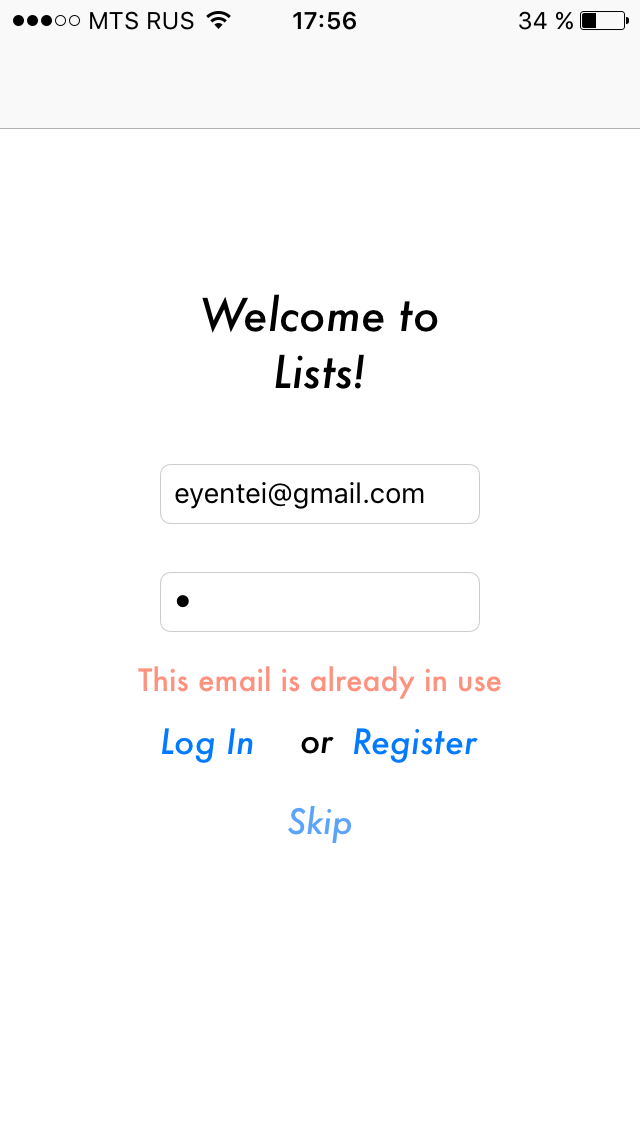 MTS RUS 17:56 34 %
Welcome to
Lists!
eyentei@gmail.com
•
This email is already in use
Log In or Register
Skip